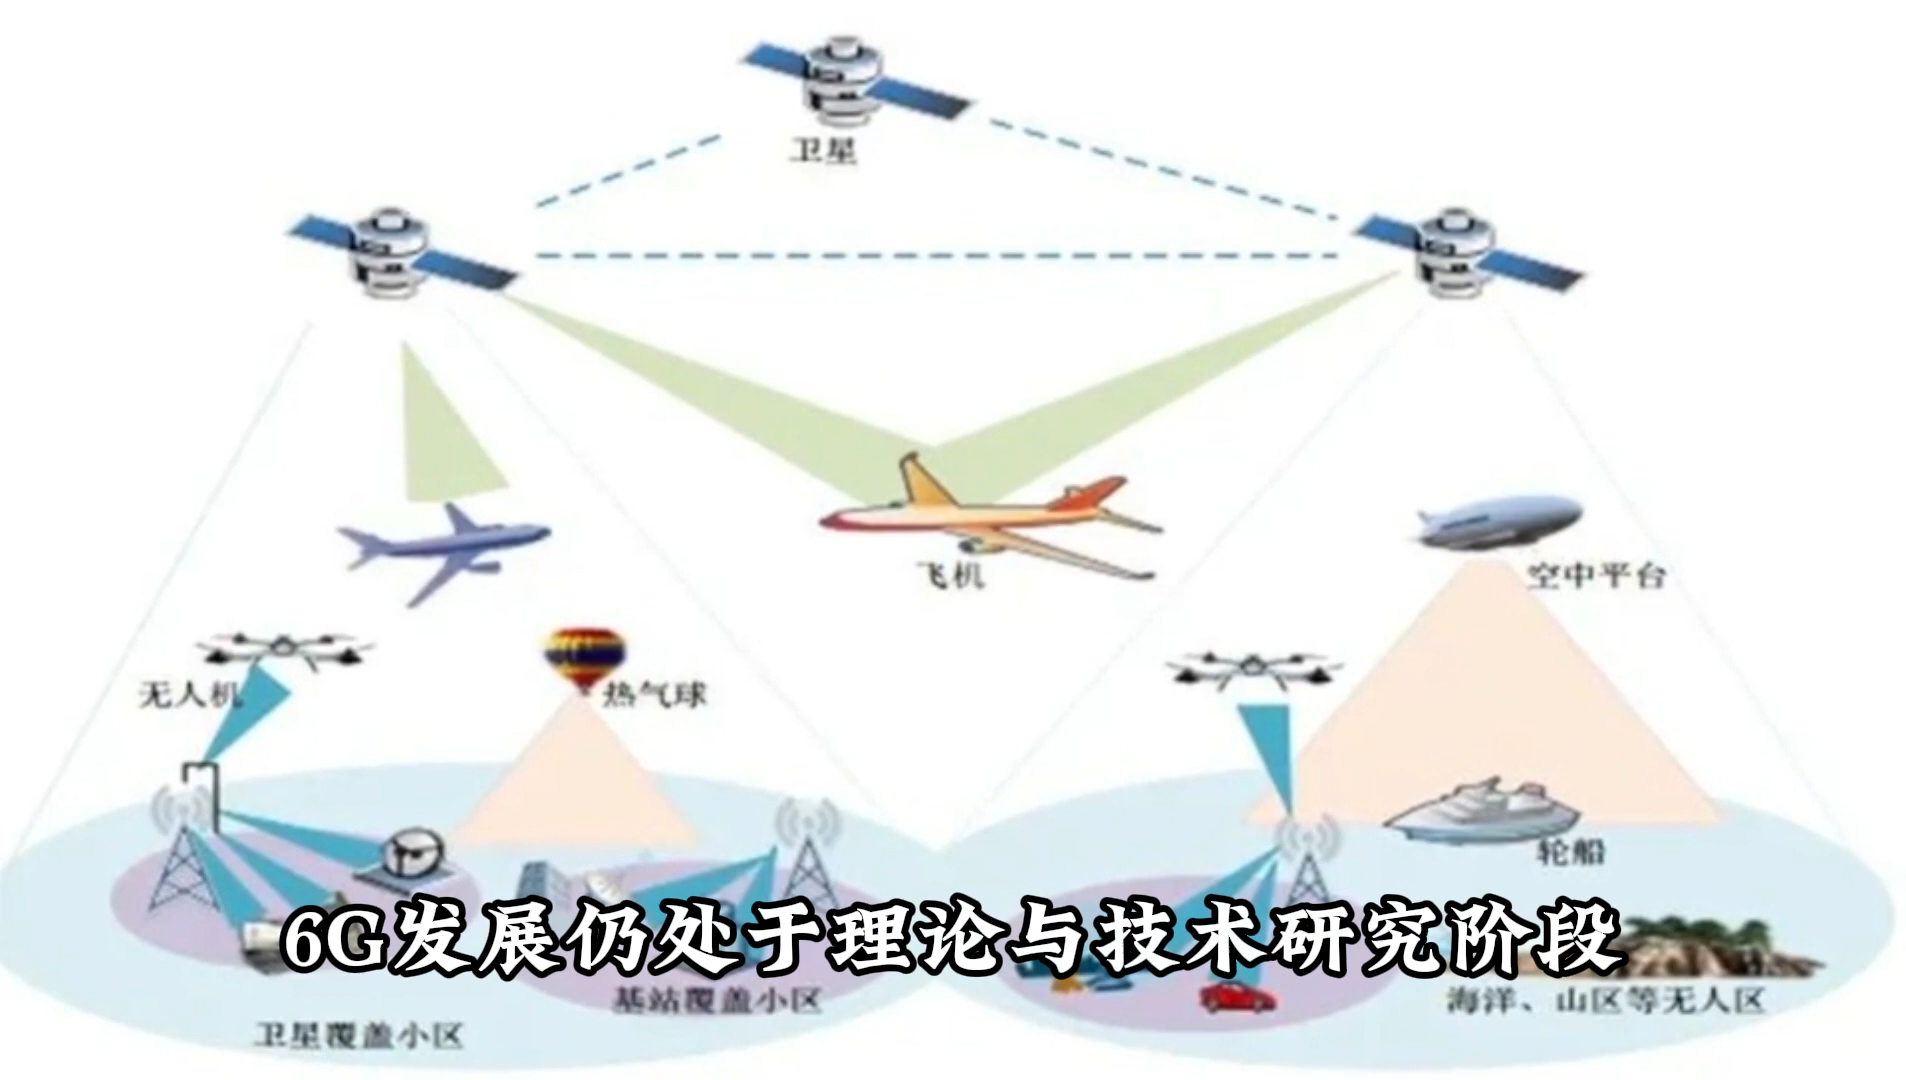 卫星
飞机
空中平台
无人机
热气球
轮船
6G发展仍处于理论与技术研究阶段
基站覆盖小区
海洋、山区等无人区
卫星覆盖小区